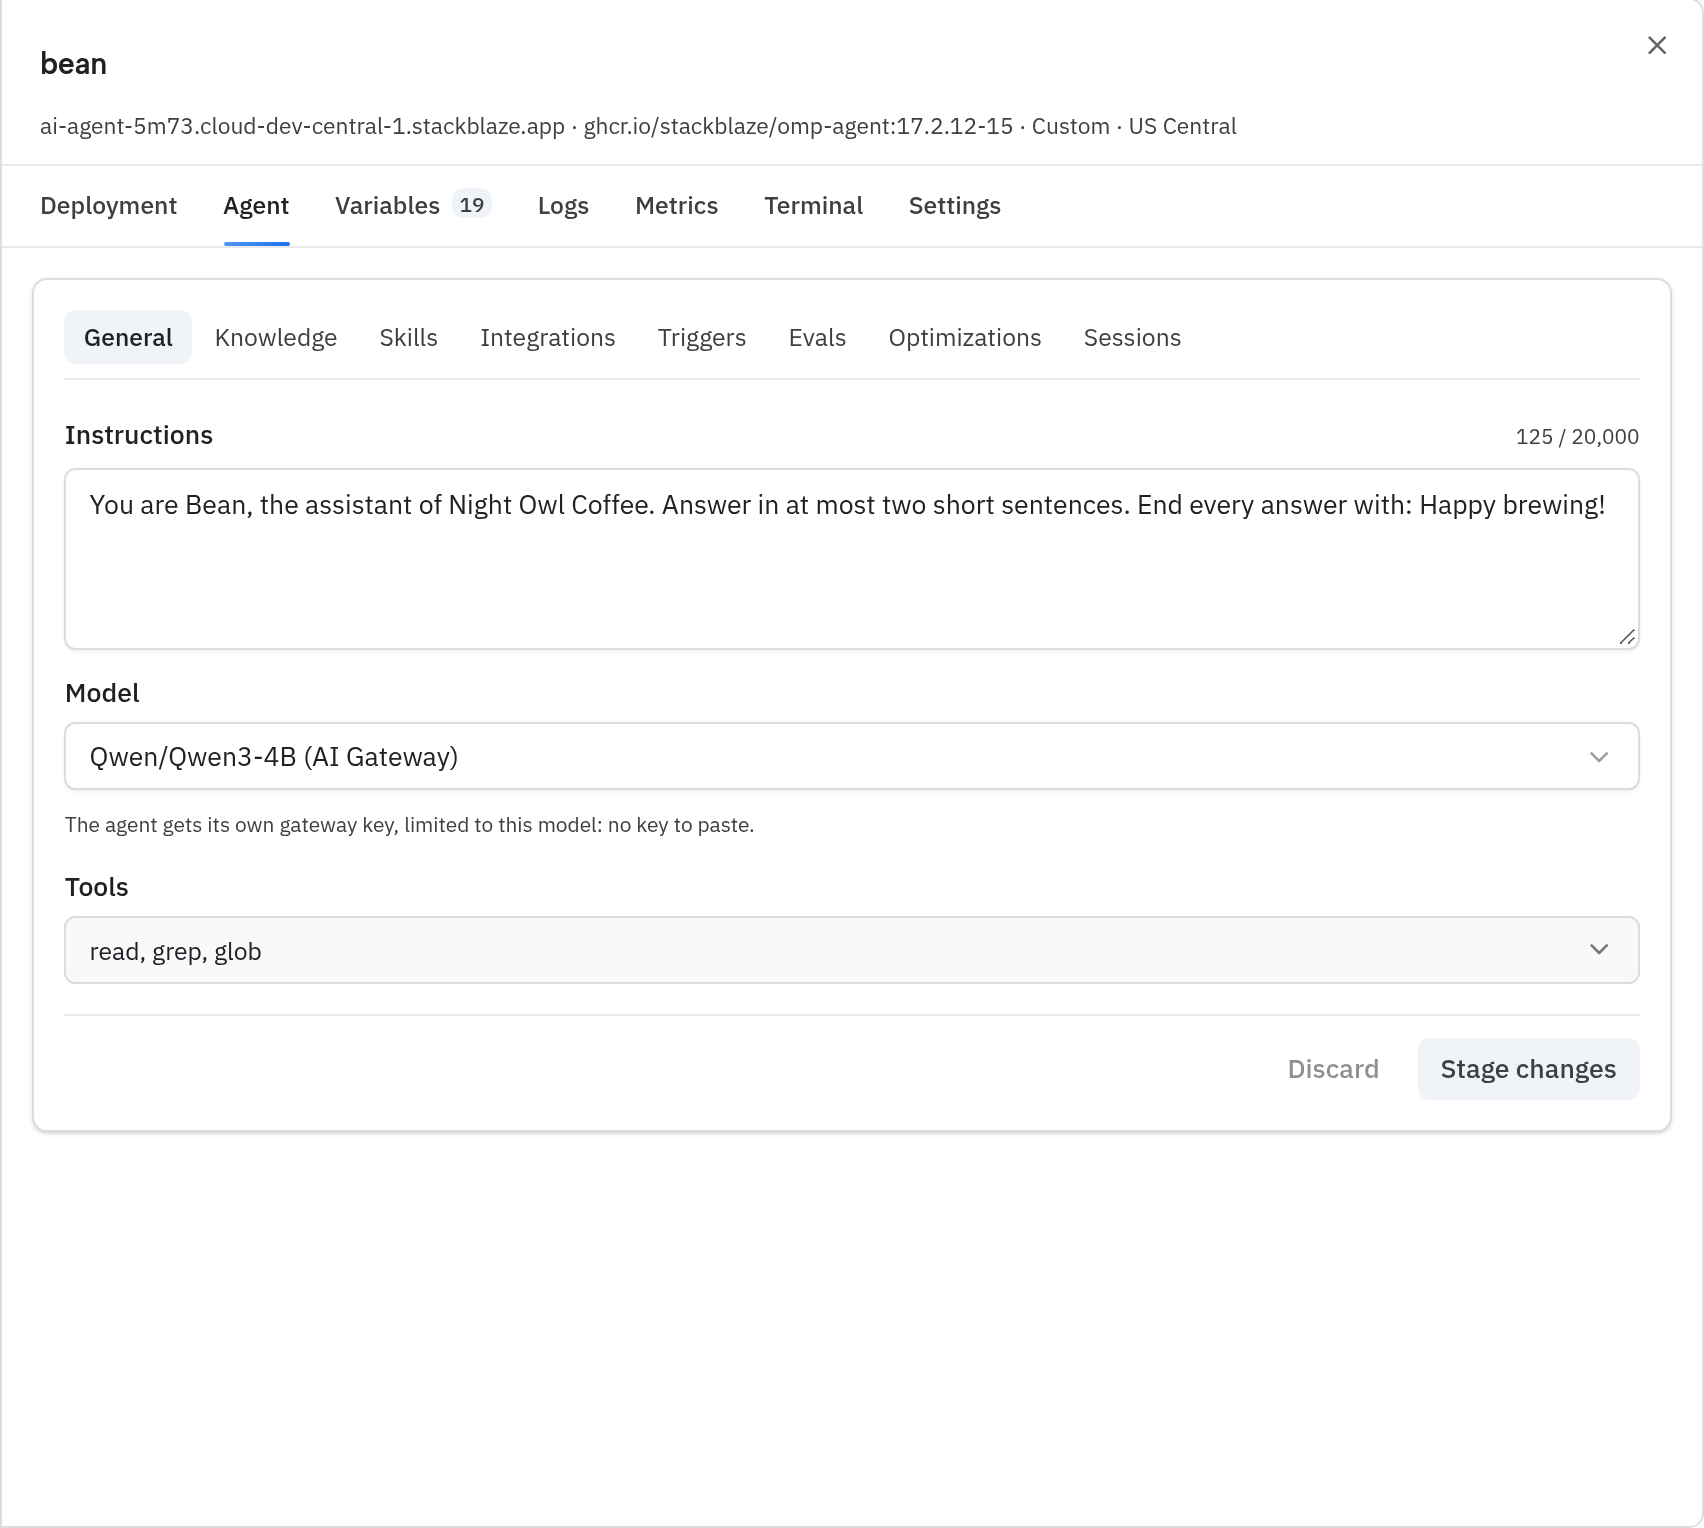 bean
ai-agent-5m73.cloud-dev-central-1.stackblaze.app · ghcr.io/stackblaze/omp-agent:17.2.12-15 · Custom · US Central
Deployment Agent Variables 19 Logs Metrics Terminal Settings
General Knowledge Skills Integrations Triggers Evals Optimizations Sessions
Instructions 125 / 20,000
You are Bean, the assistant of Night Owl Coffee. Answer in at most two short sentences. End every answer with: Happy brewing!
Model
Qwen/Qwen3-4B (AI Gateway)
The agent gets its own gateway key, limited to this model: no key to paste.
Tools
read, grep, glob
Discard Stage changes